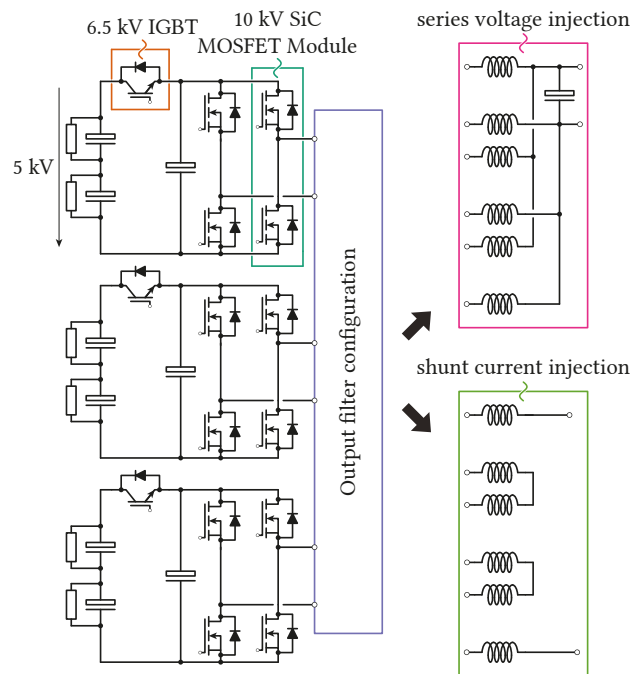 series voltage injection
10 kV SiC
6.5 kV IGBT
MOSFET Module
5 kV
Output filter configuration
shunt current injection